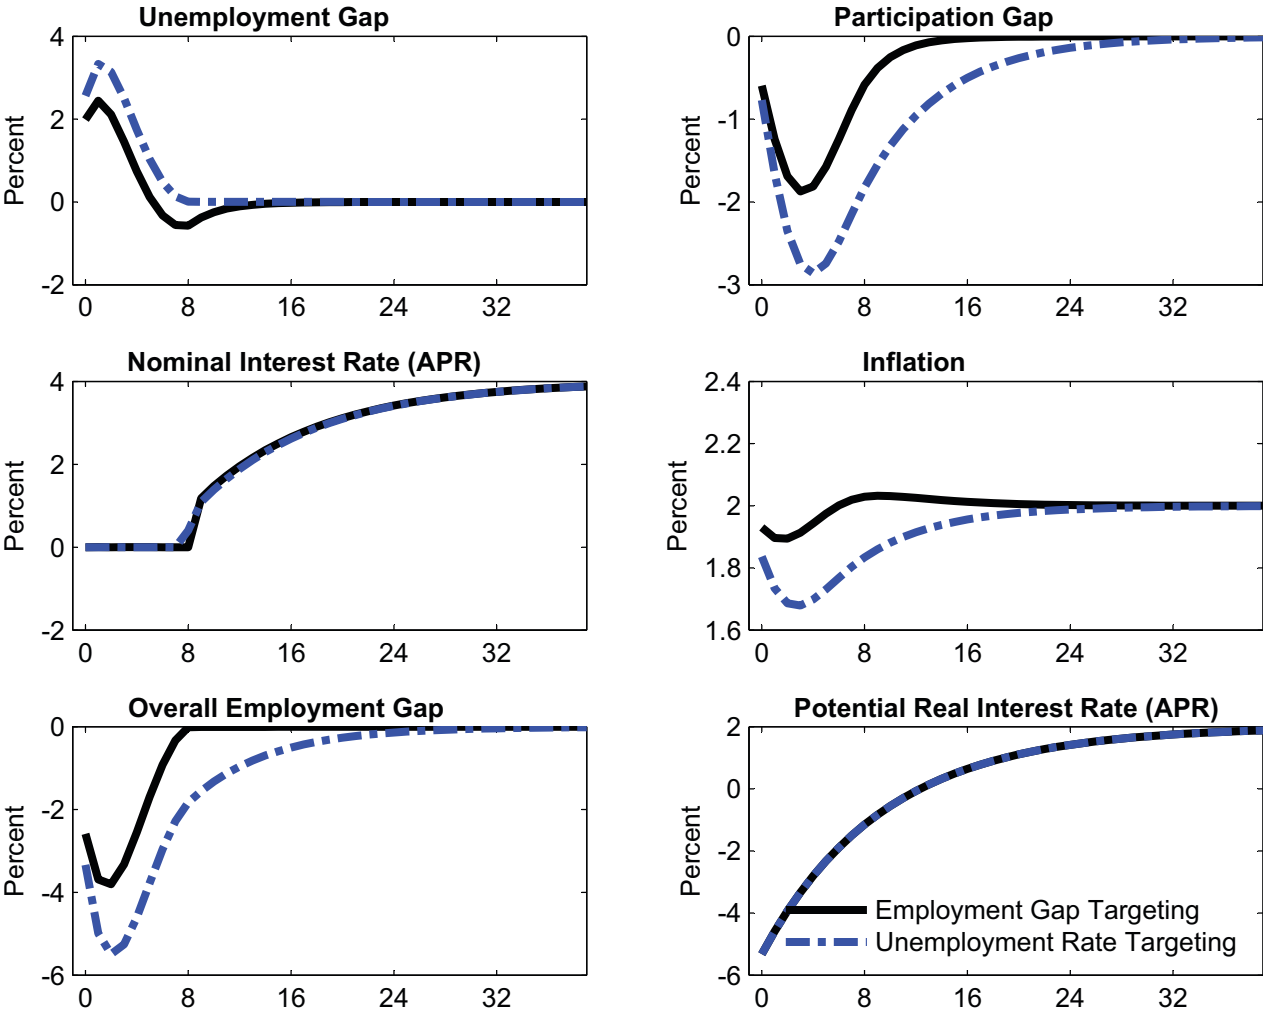 Unemployment Gap
Percent
4
2
0
-2
0 8 16 24 32
Participation Gap
Percent
0
-1
-2
-3
0 8 16 24 32
Nominal Interest Rate (APR)
Percent
4
2
0
-2
0 8 16 24 32
Inflation
Percent
2.4
2.2
2
1.8
1.6
0 8 16 24 32
Overall Employment Gap
Percent
0
-2
-4
-6
0 8 16 24 32
Potential Real Interest Rate (APR)
Percent
2
0
-2
-4
-6
Employment Gap Targeting
Unemployment Rate Targeting
0 8 16 24 32